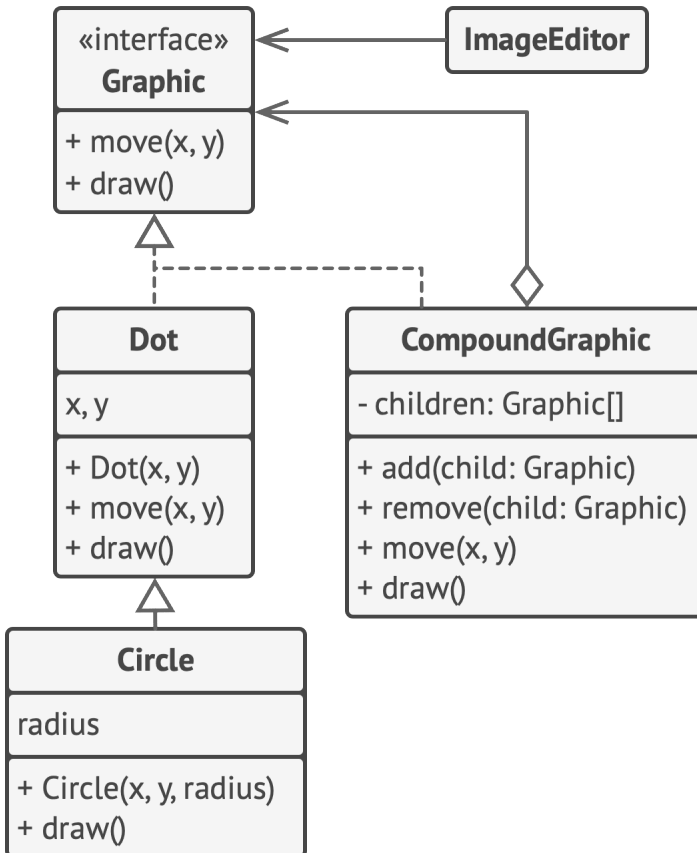 «interface»
Graphic
+ move(x, y)
+ draw()
ImageEditor
Dot
x, y
+ Dot(x, y)
+ move(x, y)
+ draw()
CompoundGraphic
- children: Graphic[]
+ add(child: Graphic)
+ remove(child: Graphic)
+ move(x, y)
+ draw()
Circle
radius
+ Circle(x, y, radius)
+ draw()